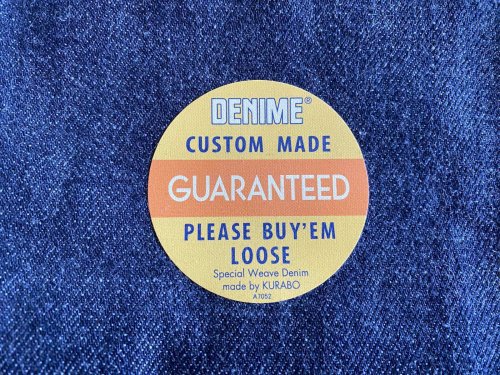 DENIME®
CUSTOM MADE
GUARANTEED
PLEASE BUY'EM
LOOSE
Special Weave Denim
made by KURABO
A7052